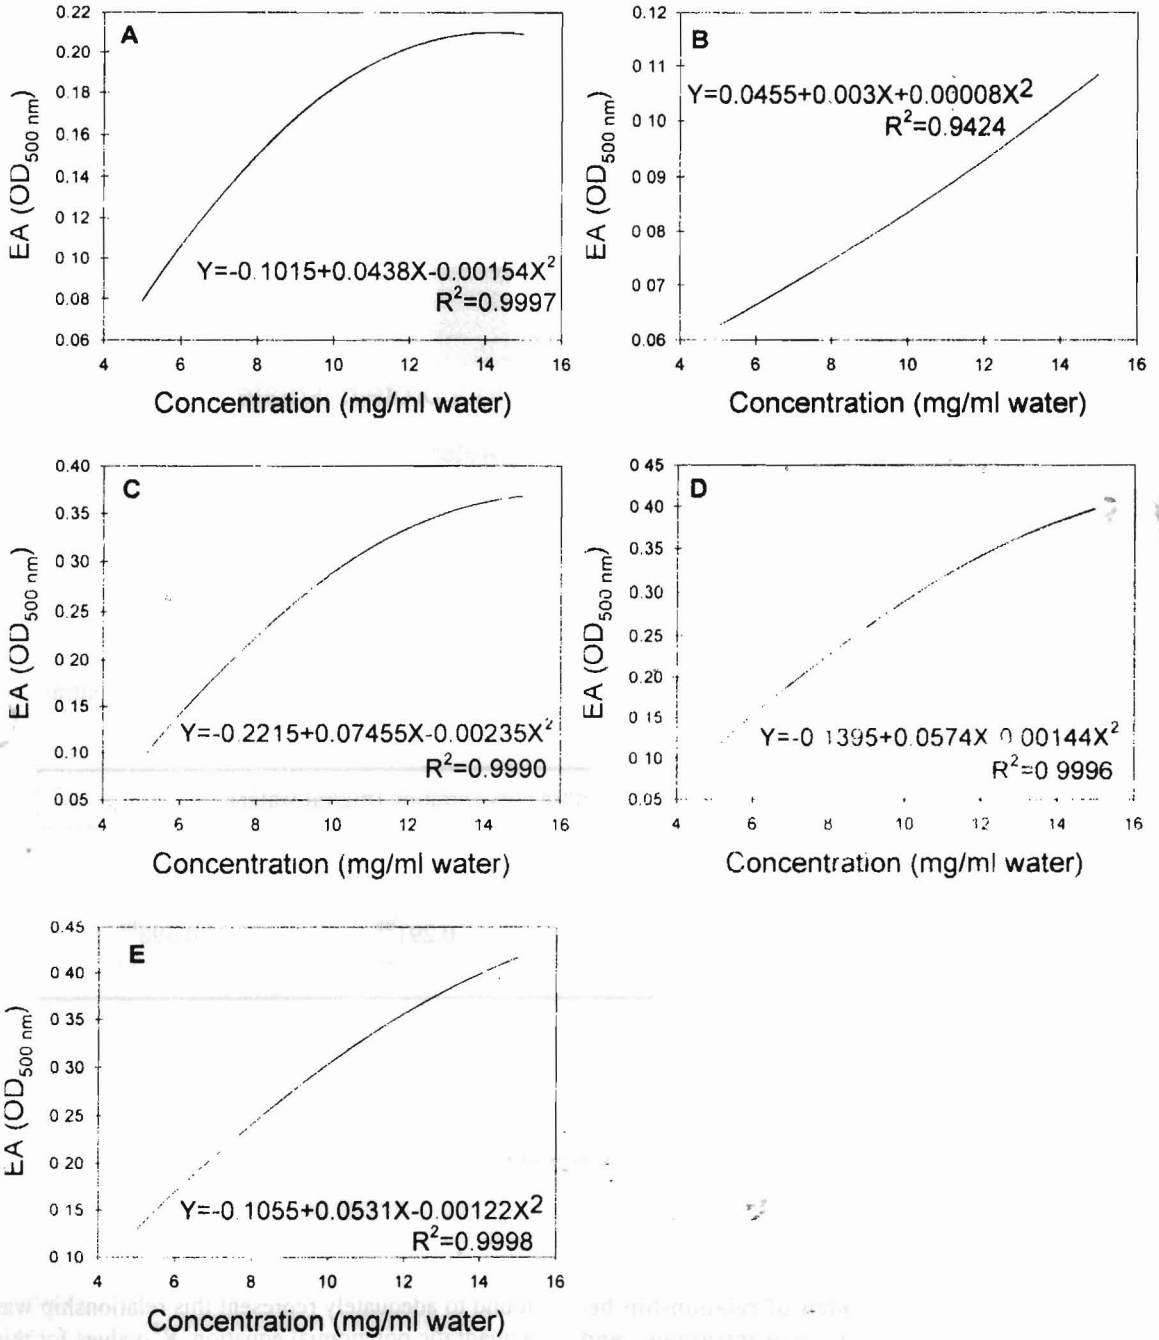 A
EA (OD500 nm)
0.22
0.20
0.18
0.16
0.14
0 12
0.10
0.08
0.06
Y=-0.1015+0.0438X-0.00154X2
R2=0.9997
4 6 8 10 12 14 16
Concentration (mg/ml water)
B
EA (OD500 nm)
0.12
0 11
0 10
0 09
0 08
0.07
0.06
Y=0.0455+0.003X+0.00008X2
R2=0.9424
4 6 8 10 12 14 16
Concentration (mg/ml water)
C
EA (OD500 nm)
0.40
0.35
0 30
0.25
0 20
0.15
0.10
0.05
Y=-0.2215+0.07455X-0.00235X2
R2=0.9990
4 6 8 10 12 14 16
Concentration (mg/ml water)
D
EA (OD500 nm)
0 45
0 40
0.35
0 30
0.25
0.20
0 15
0.10
0.05
Y=-0 1395+0.0574X 0.00144X2
R2=0 9996
4 6 8 10 12 14 16
Concentration (mg/ml water)
E
EA (OD500 nm)
0.45
0 40
0.35
0 30
0 25
0 20
0.15
0 10
Y=-0.1055+0.0531X-0.00122X2
R2=0.9998
4 6 8 10 12 14 16
Concentration (mg/ml water)